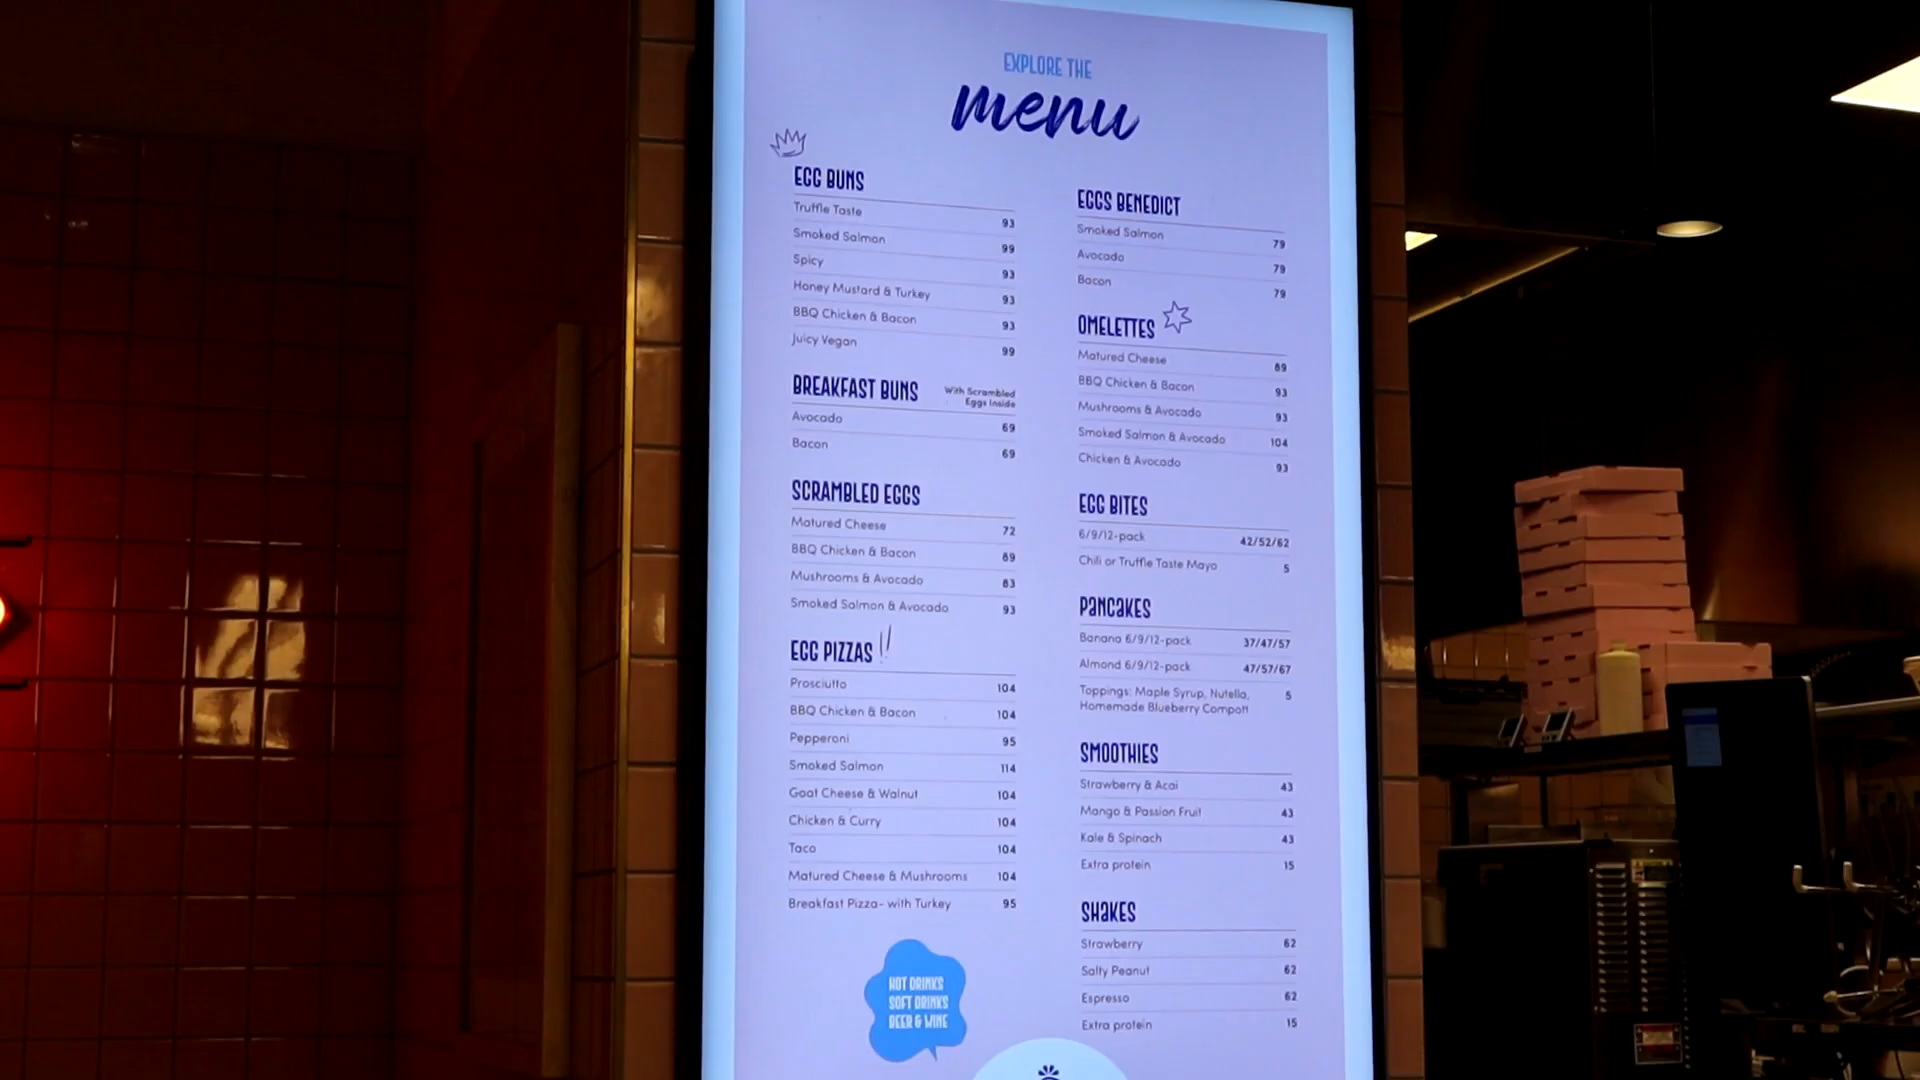 EXPLORE THE
menu
EGG BUNS
Truffle Taste 93
Smoked Salmon 99
Spicy 93
Honey Mustard & Turkey 93
BBQ Chicken & Bacon 93
Juicy Vegan 99
BREAKFAST BUNS With Scrambled
Eggs Inside
Avocado 69
Bacon 69
SCRAMBLED EGGS
Matured Cheese 72
BBQ Chicken & Bacon 89
Mushrooms & Avocado 83
Smoked Salmon & Avocado 93
EGG PIZZAS
Prosciutto 104
BBQ Chicken & Bacon 104
Pepperoni 95
Smoked Salmon 114
Goat Cheese & Walnut 104
Chicken & Curry 104
Taco 104
Matured Cheese & Mushrooms 104
Breakfast Pizza- with Turkey 95
HOT DRINKS
SOFT DRINKS
BEER & WINE
EGGS BENEDICT
Smoked Salmon 79
Avocado 79
Bacon 79
OMELETTES
Matured Cheese 89
BBQ Chicken & Bacon 93
Mushrooms & Avocado 93
Smoked Salmon & Avocado 104
Chicken & Avocado 93
EGG BITES
6/9/12-pack 42/52/62
Chili or Truffle Taste Mayo 5
PANCAKES
Banana 6/9/12-pack 37/47/57
Almond 6/9/12-pack 47/57/67
Toppings: Maple Syrup, Nutella, 5
Homemade Blueberry Compott
SMOOTHIES
Strawberry & Acai 43
Mango & Passion Fruit 43
Kale & Spinach 43
Extra protein 15
SHAKES
Strawberry 62
Salty Peanut 62
Espresso 62
Extra protein 15